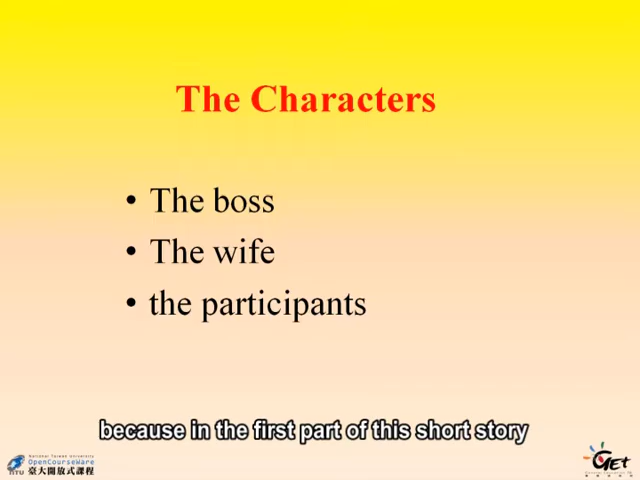 The Characters
• The boss
• The wife
• the participants
because in the first part of this short story
National Taiwan University
OpenCourseWare
NTU 臺大開放式課程
GET